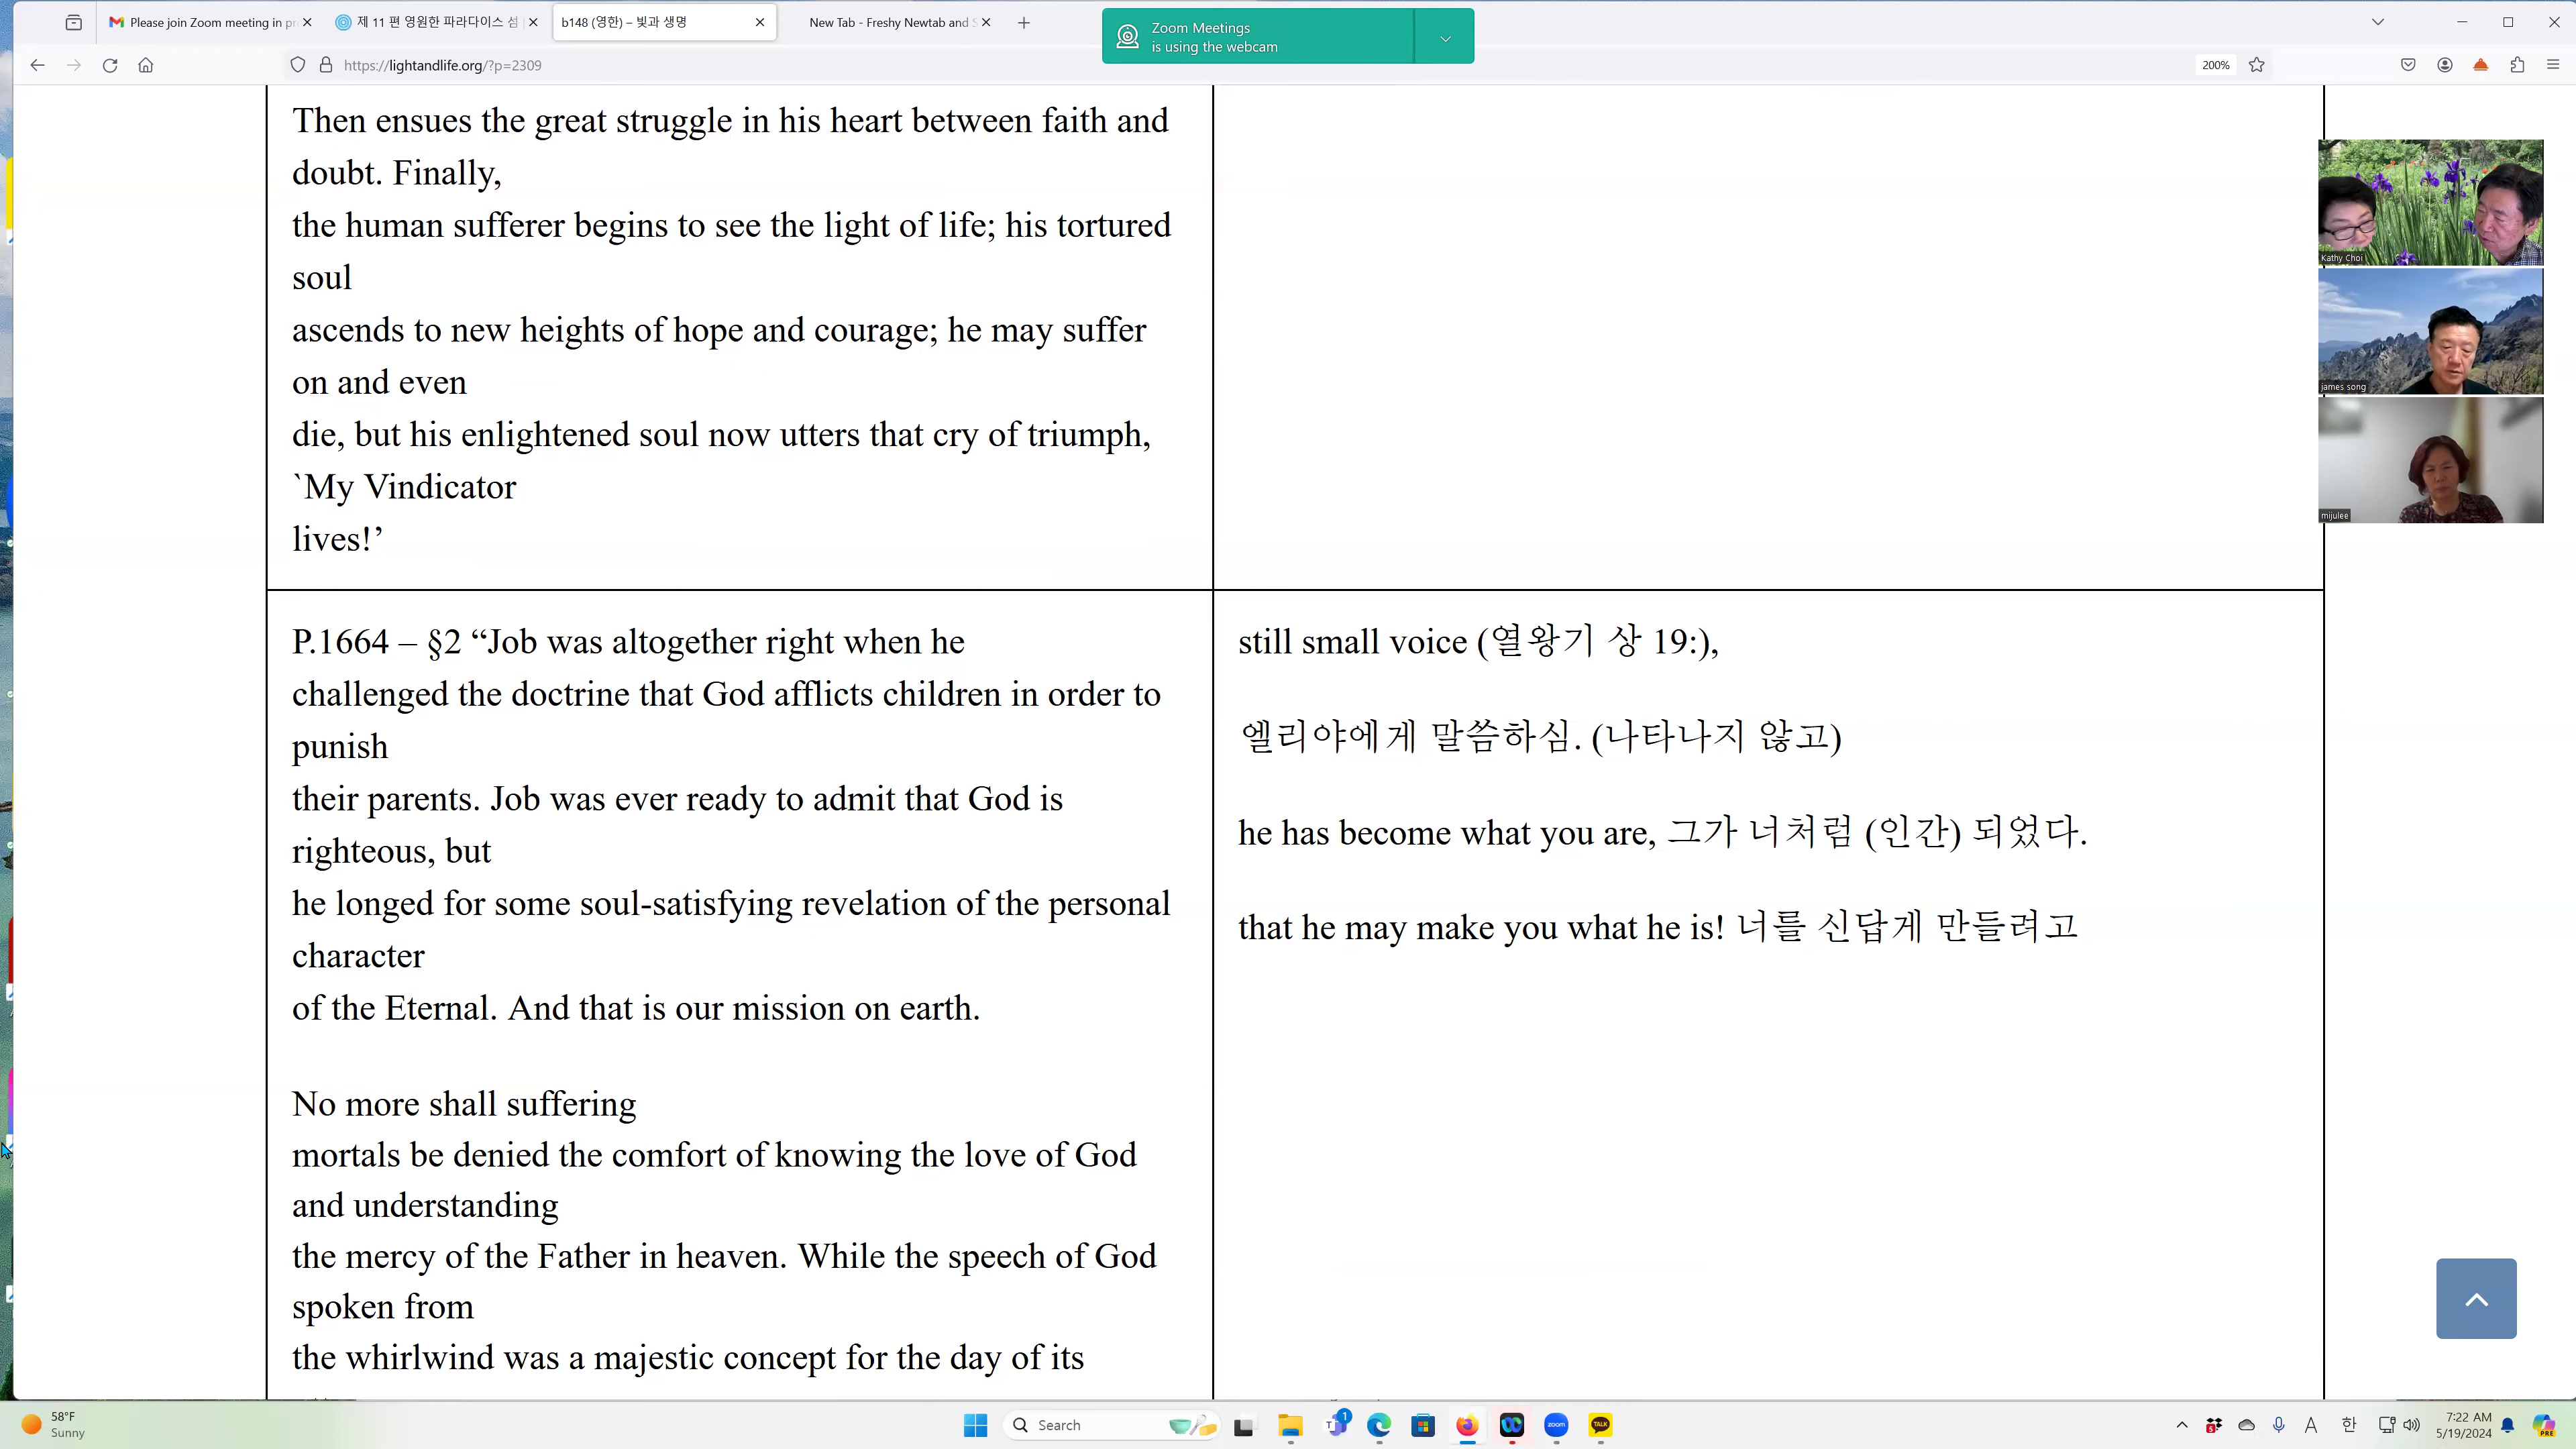 Please join Zoom meeting in pr
제 11 편 영원한 파라다이스 섬
b148 (영한) – 빛과 생명
New Tab - Freshy Newtab and S
Zoom Meetings
is using the webcam
https://lightandlife.org/?p=2309
200%
Then ensues the great struggle in his heart between faith and
doubt. Finally,
the human sufferer begins to see the light of life; his tortured
soul
ascends to new heights of hope and courage; he may suffer
on and even
die, but his enlightened soul now utters that cry of triumph,
`My Vindicator
lives!’
P.1664 – §2 “Job was altogether right when he
challenged the doctrine that God afflicts children in order to
punish
their parents. Job was ever ready to admit that God is
righteous, but
he longed for some soul-satisfying revelation of the personal
character
of the Eternal. And that is our mission on earth.
No more shall suffering
mortals be denied the comfort of knowing the love of God
and understanding
the mercy of the Father in heaven. While the speech of God
spoken from
the whirlwind was a majestic concept for the day of its
still small voice (열왕기 상 19:),
엘리야에게 말씀하심. (나타나지 않고)
he has become what you are, 그가 너처럼 (인간) 되었다.
that he may make you what he is! 너를 신답게 만들려고
Kathy Choi
james song
mijulee
58°F
Sunny
Search
1
zoom
TALK
A
한
7:22 AM
5/19/2024
PRE